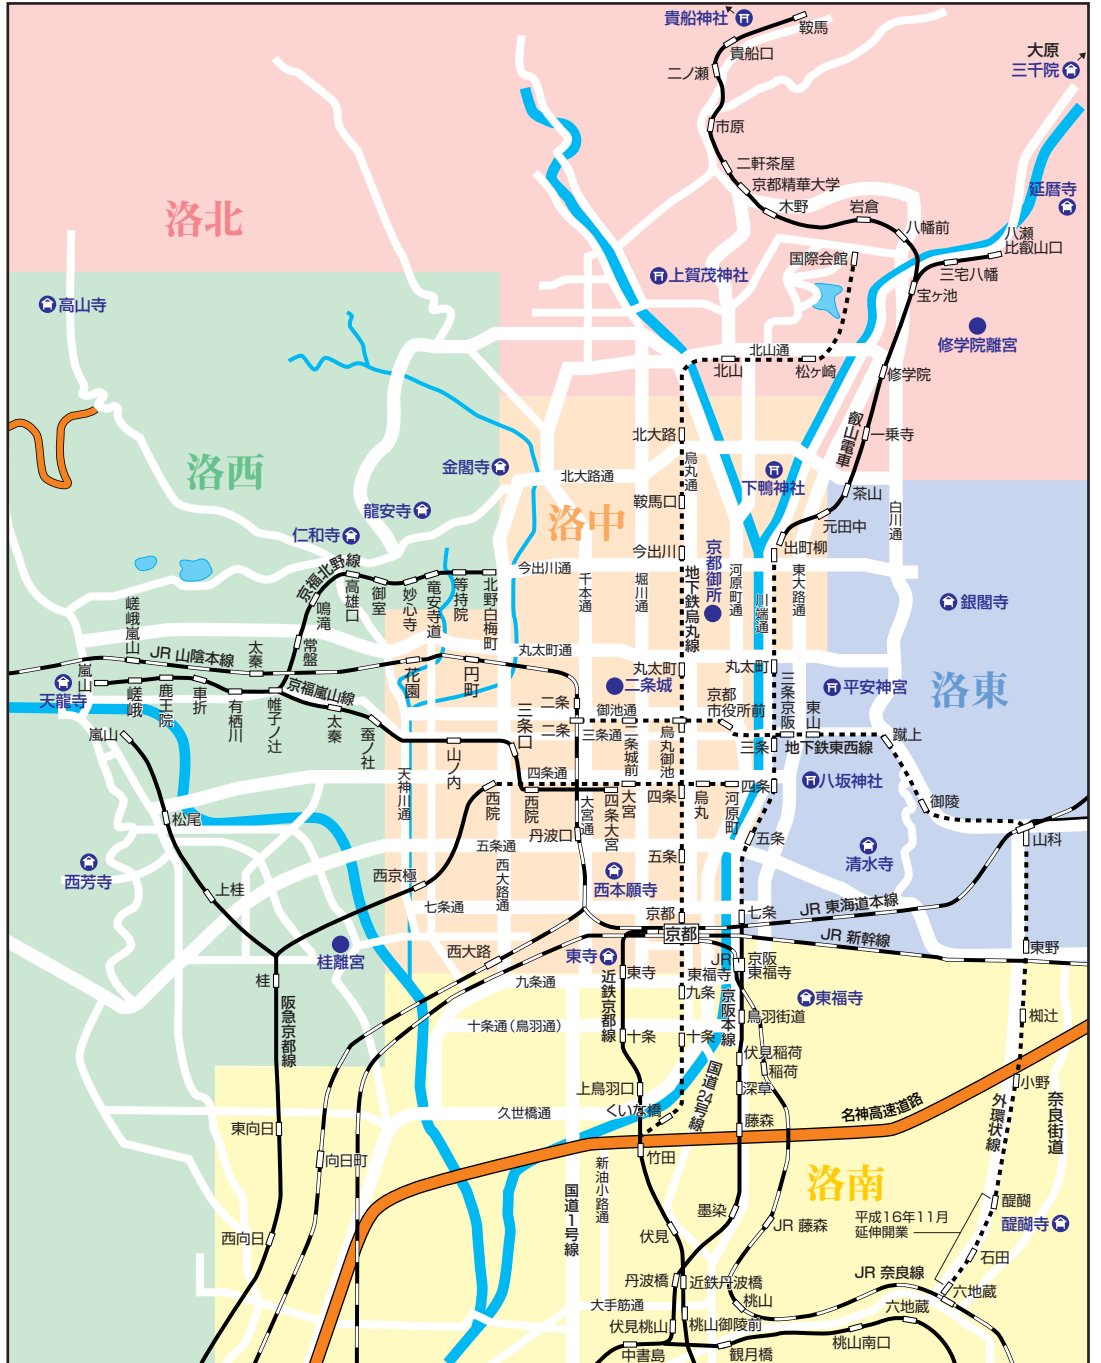 貴船神社
鞍馬
貴船口
二ノ瀬
大原
三千院
市原
二軒茶屋
京都精華大学
木野
岩倉
八幡前
延暦寺
八瀬
比叡山口
洛北
国際会館
三宅八幡
上賀茂神社
宝ヶ池
高山寺
修学院離宮
北山通
北山
松ヶ崎
修学院
北大路
叡山電車
一乗寺
洛西
金閣寺
北大路通
烏丸通
下鴨神社
茶山
龍安寺
鞍馬口
白川通
洛中
元田中
仁和寺
今出川
京都御所
出町柳
京福北野線
今出川通
千本通
堀川通
地下鉄烏丸線
河原町通
川端通
東大路通
鳴滝
高雄口
御室
妙心寺
竜安寺道
等持院
北野白梅町
銀閣寺
嵯峨嵐山
JR 山陰本線
太秦
常盤
丸太町通
丸太町
丸太町
嵐山
天龍寺
嵯峨
鹿王院
車折
有栖川
帷子ノ辻
京福嵐山線
太秦
蚕ノ社
花園
円町
二条
二条城
京都
市役所前
三条京阪
東山
平安神宮
洛東
嵐山
三条口
御池通
二条
三条通
二条城前
烏丸御池
三条
地下鉄東西線
蹴上
山ノ内
天神川通
四条通
西院
西院
大宮通
四条大宮
大宮
四条
烏丸
河原町
四条
八坂神社
御陵
松尾
丹波口
五条通
五条
五条
清水寺
山科
西芳寺
西京極
西大路通
西本願寺
上桂
七条通
京都
七条
JR 東海道本線
京都
JR 新幹線
桂離宮
西大路
東寺
東野
桂
九条通
近鉄京都線
東寺
JR
東福寺
京阪
東福寺
九条
東福寺
阪急京都線
十条通(鳥羽通)
十条
十条
京阪本線
鳥羽街道
椥辻
伏見稲荷
稲荷
上鳥羽口
国道24号線
深草
小野
久世橋通
くいな橋
藤森
名神高速道路
外環状線
奈良街道
東向日
向日町
竹田
新油小路通
国道1号線
洛南
墨染
JR 藤森
平成16年11月
延伸開業
醍醐
醍醐寺
西向日
伏見
石田
丹波橋
近鉄丹波橋
JR 奈良線
桃山
六地蔵
六地蔵
大手筋通
伏見桃山
桃山御陵前
桃山南口
中書島
観月橋